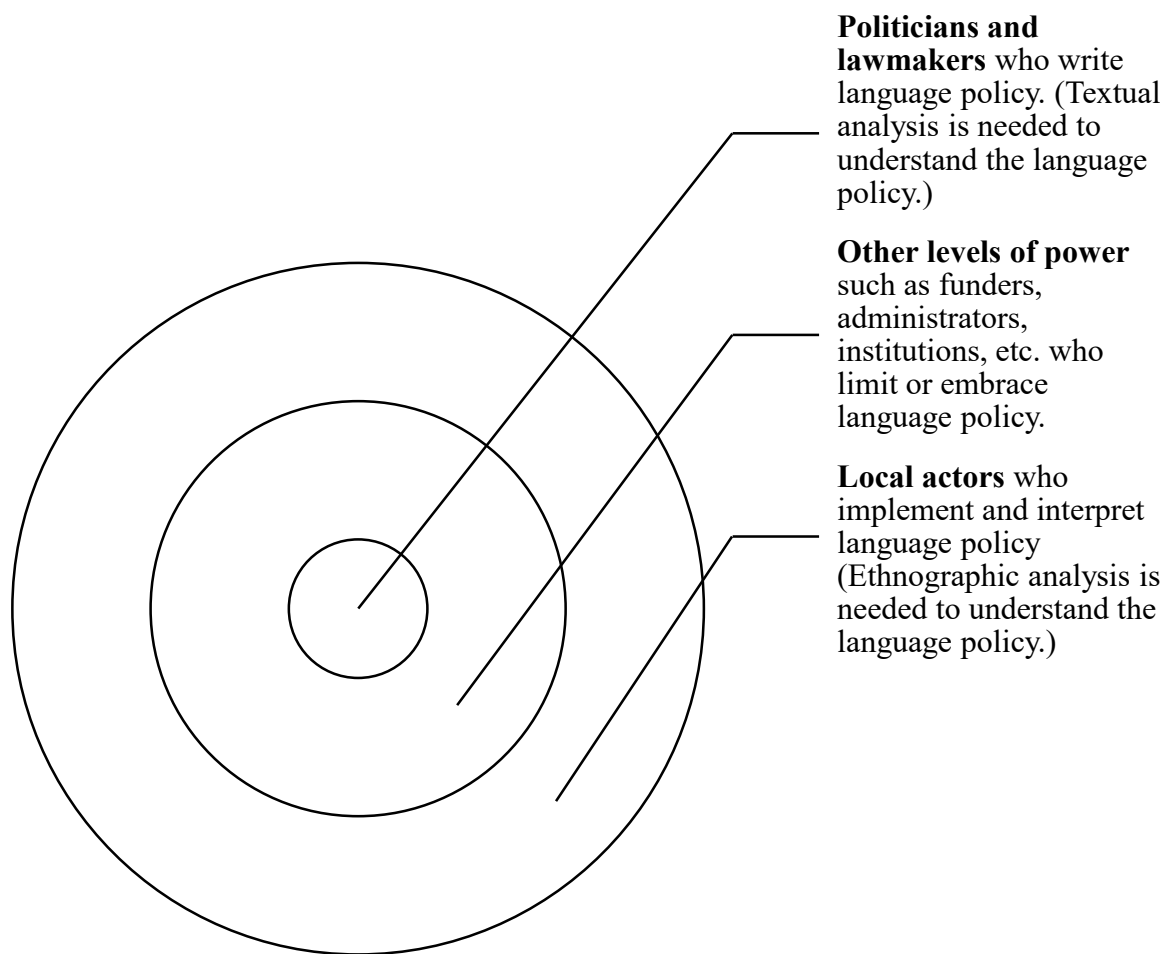 Politicians and
lawmakers who write
language policy. (Textual
analysis is needed to
understand the language
policy.)
Other levels of power
such as funders,
administrators,
institutions, etc. who
limit or embrace
language policy.
Local actors who
implement and interpret
language policy
(Ethnographic analysis is
needed to understand the
language policy.)